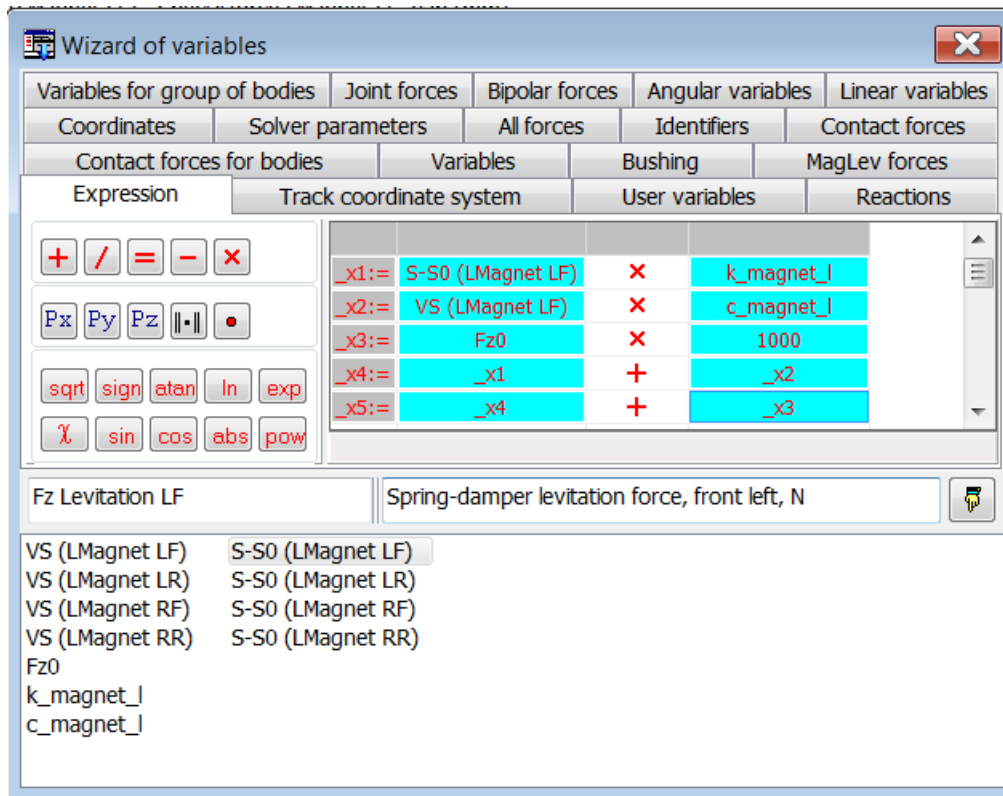 Wizard of variables
Variables for group of bodies Joint forces Bipolar forces Angular variables Linear variables
Coordinates Solver parameters All forces Identifiers Contact forces
Contact forces for bodies Variables Bushing MagLev forces
Expression Track coordinate system User variables Reactions
+ / = − ×
_x1:= S-S0 (LMagnet LF) × k_magnet_l
_x2:= VS (LMagnet LF) × c_magnet_l
Px Py Pz ‖·‖
_x3:= Fz0 × 1000
_x4:= _x1 + _x2
sqrt sign atan ln exp
_x5:= _x4 + _x3
χ sin cos abs pow
Fz Levitation LF Spring-damper levitation force, front left, N
VS (LMagnet LF) S-S0 (LMagnet LF)
VS (LMagnet LR) S-S0 (LMagnet LR)
VS (LMagnet RF) S-S0 (LMagnet RF)
VS (LMagnet RR) S-S0 (LMagnet RR)
Fz0
k_magnet_l
c_magnet_l